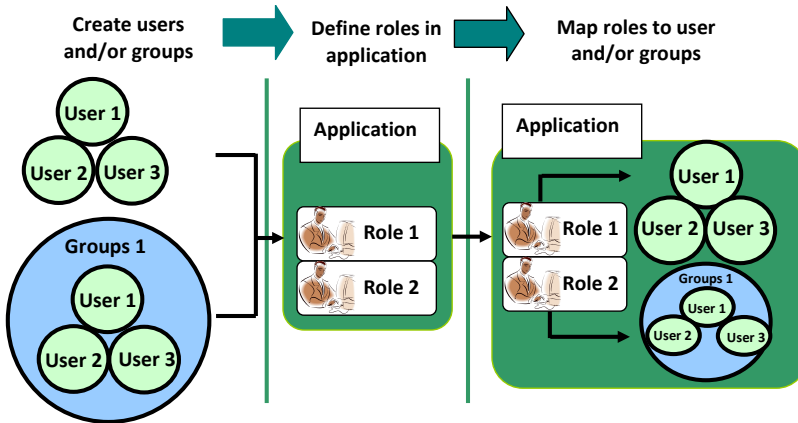 Create users
and/or groups
Define roles in
application
Map roles to user
and/or groups
User 1
User 2
User 3
Groups 1
User 1
User 2
User 3
Application
Role 1
Role 2
Application
Role 1
Role 2
User 1
User 2
User 3
Groups 1
User 1
User 2
User 3